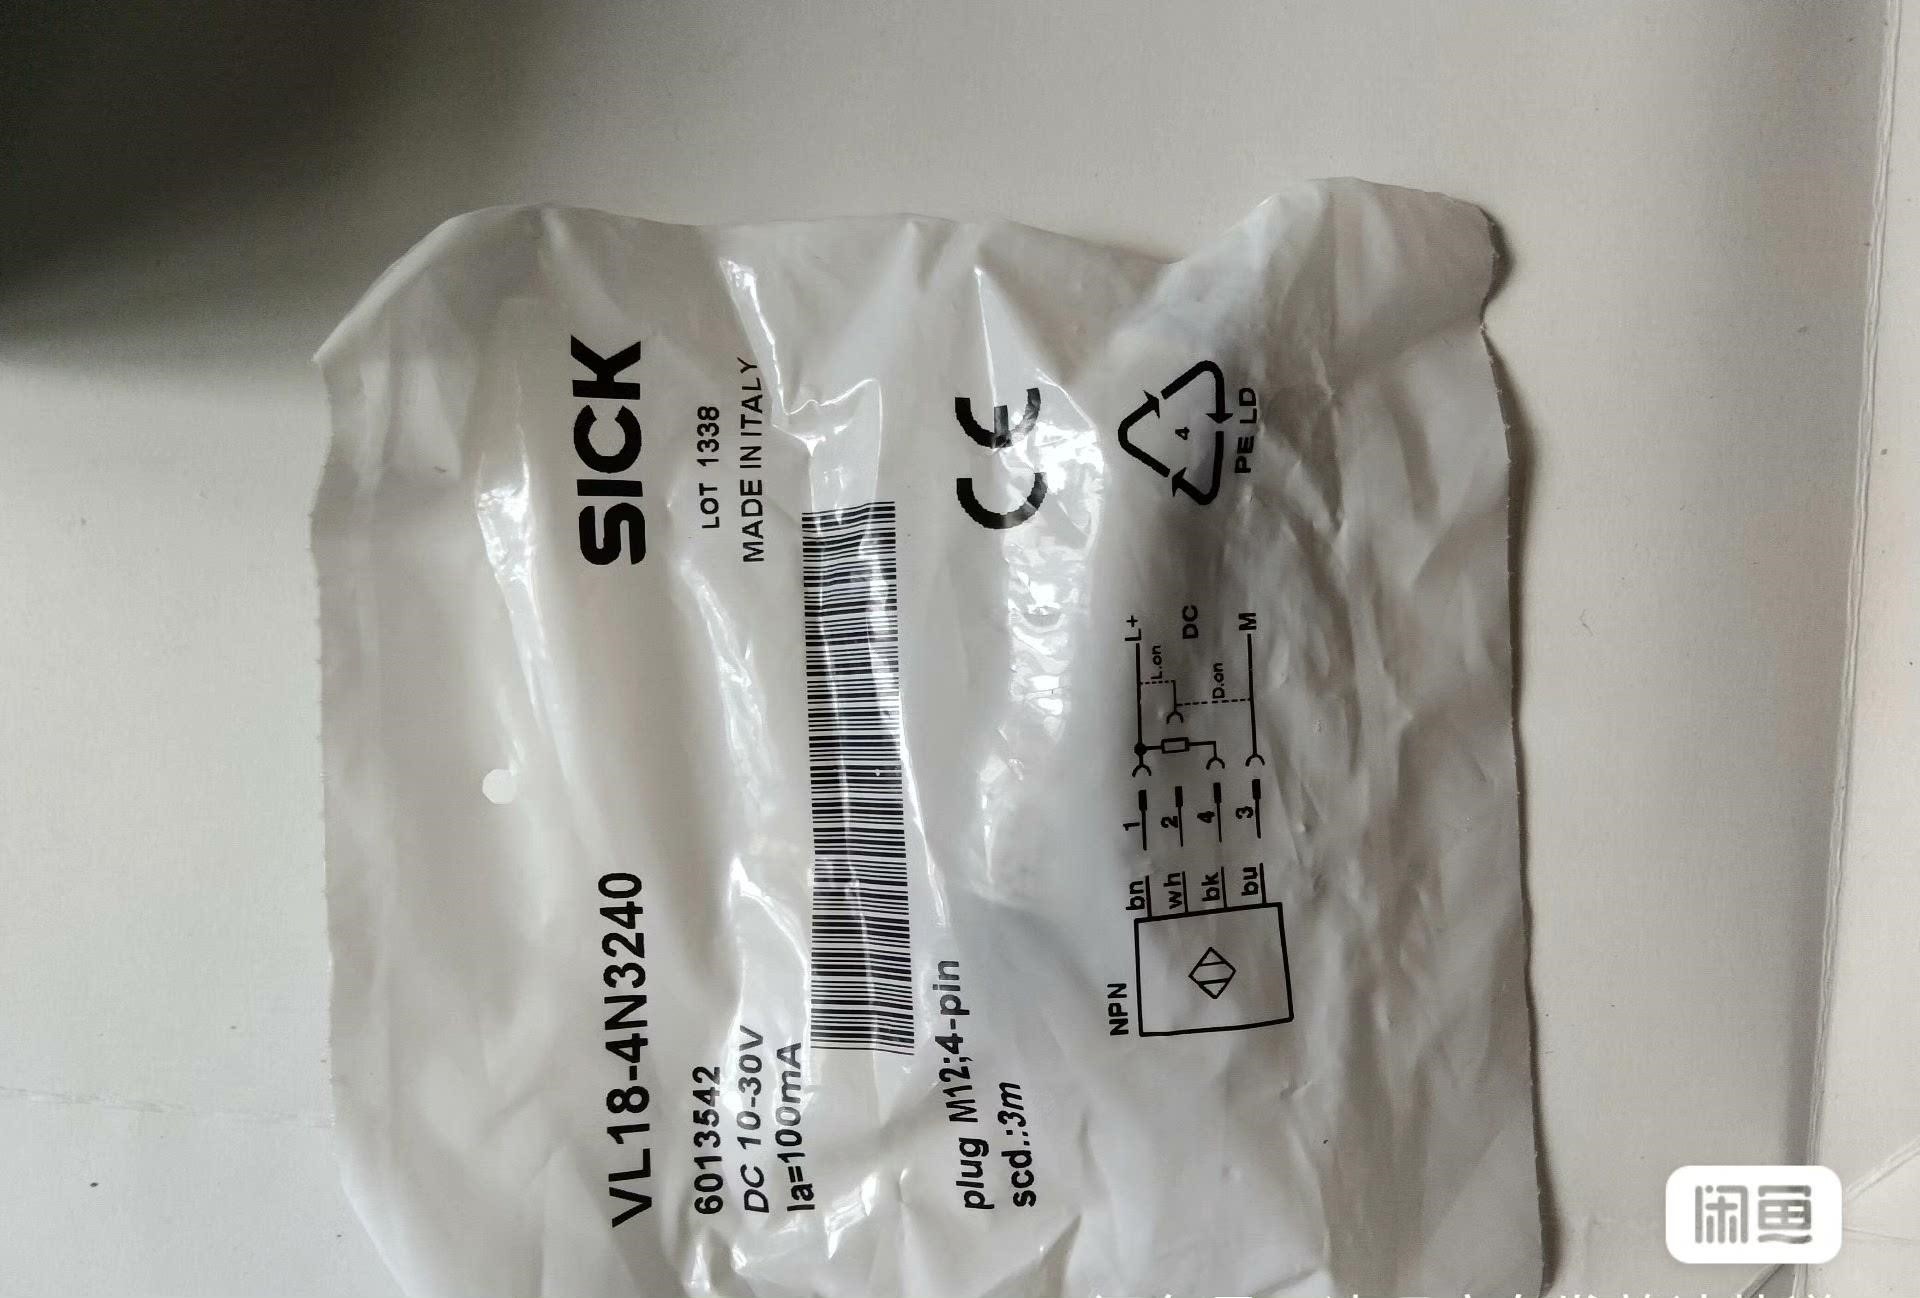 VL18-4N3240
SICK
6013542
LOT 1338
DC 10-30V
MADE IN ITALY
Ia=100mA
plug M12;4-pin
scd.:3m
CE
NPN
bn 1 L+
L.on
wh 2 DC
bk 4 D.on
bu 3 M
4
PE LD
闲鱼